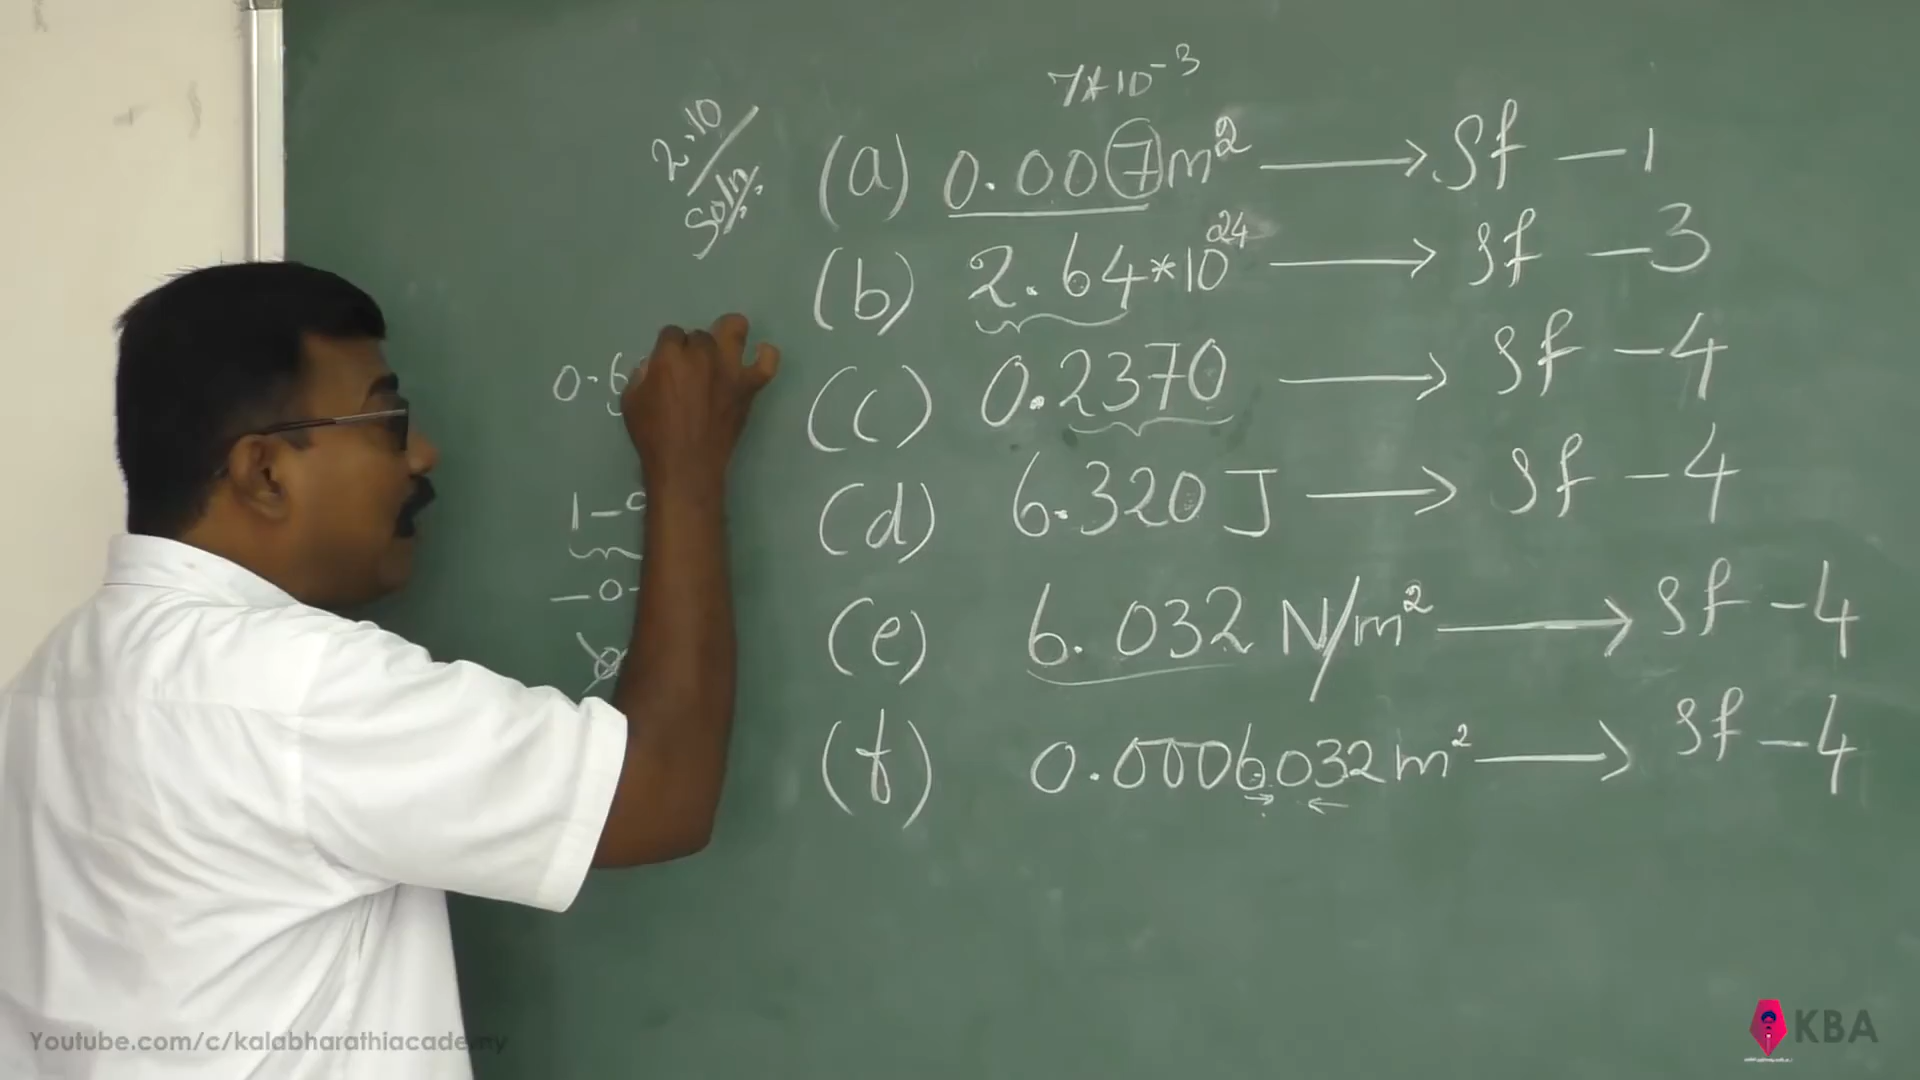 7*10⁻³
2.10
Soln.
(a) 0.007 m² → Sf - 1
(b) 2.64*10²⁴ → Sf - 3
(c) 0.2370 → Sf - 4
(d) 6.320 J → Sf - 4
(e) 6.032 N/m² → Sf - 4
(f) 0.0006032 m² → Sf - 4
Youtube.com/c/kalabharathiacademy
KBA